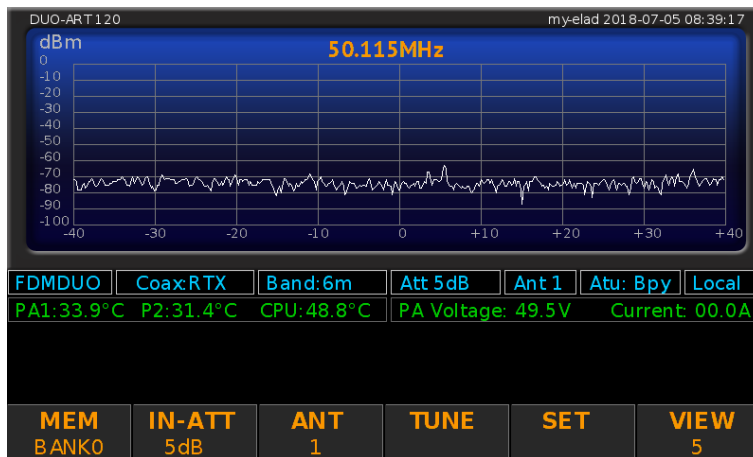 DUO-ART120 my-elad 2018-07-05 08:39:17
dBm 50.115MHz
0
-10
-20
-30
-40
-50
-60
-70
-80
-90
-100
-40 -30 -20 -10 0 +10 +20 +30 +40
FDMDUO Coax:RTX Band:6m Att 5dB Ant 1 Atu: Bpy Local
PA1:33.9°C P2:31.4°C CPU:48.8°C PA Voltage: 49.5V Current: 00.0A
MEM IN-ATT ANT TUNE SET VIEW
BANK0 5dB 1 5